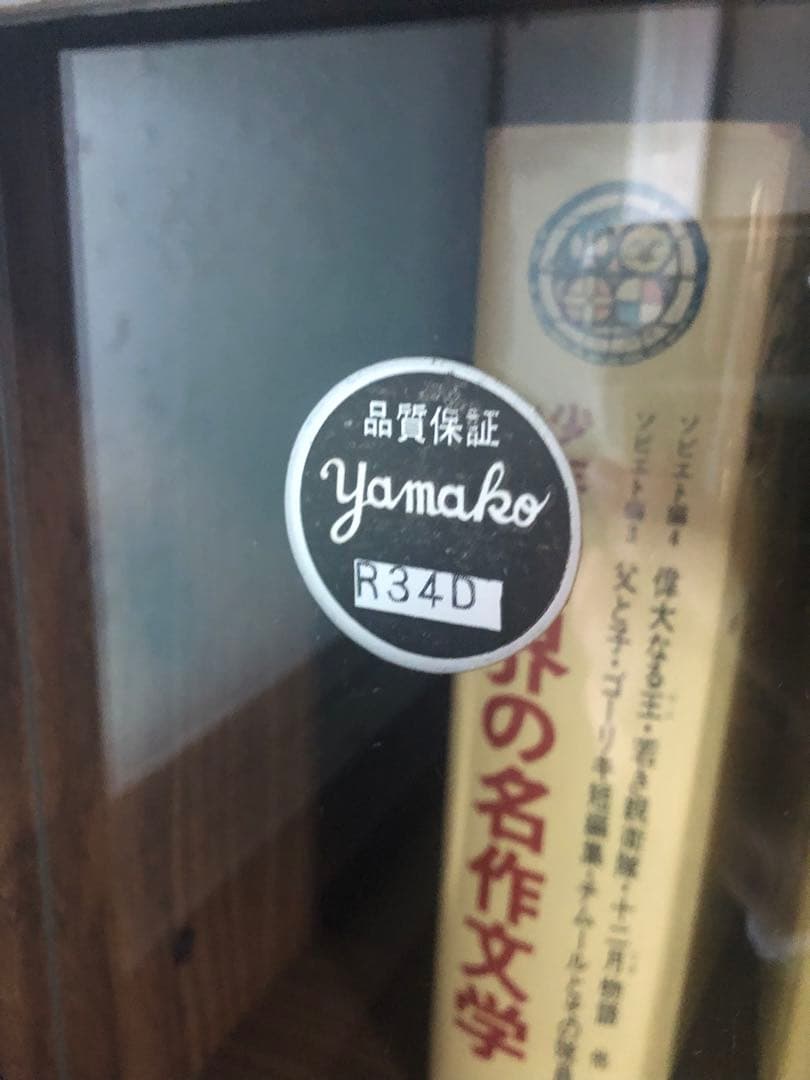 品質保証
yamako
R34D
ソビエト編4 偉大なる王・若き親衛隊・十二月物語 他
ソビエト編3 父と子・ゴーリキ短編集・チムールとその隊
界の名作文学